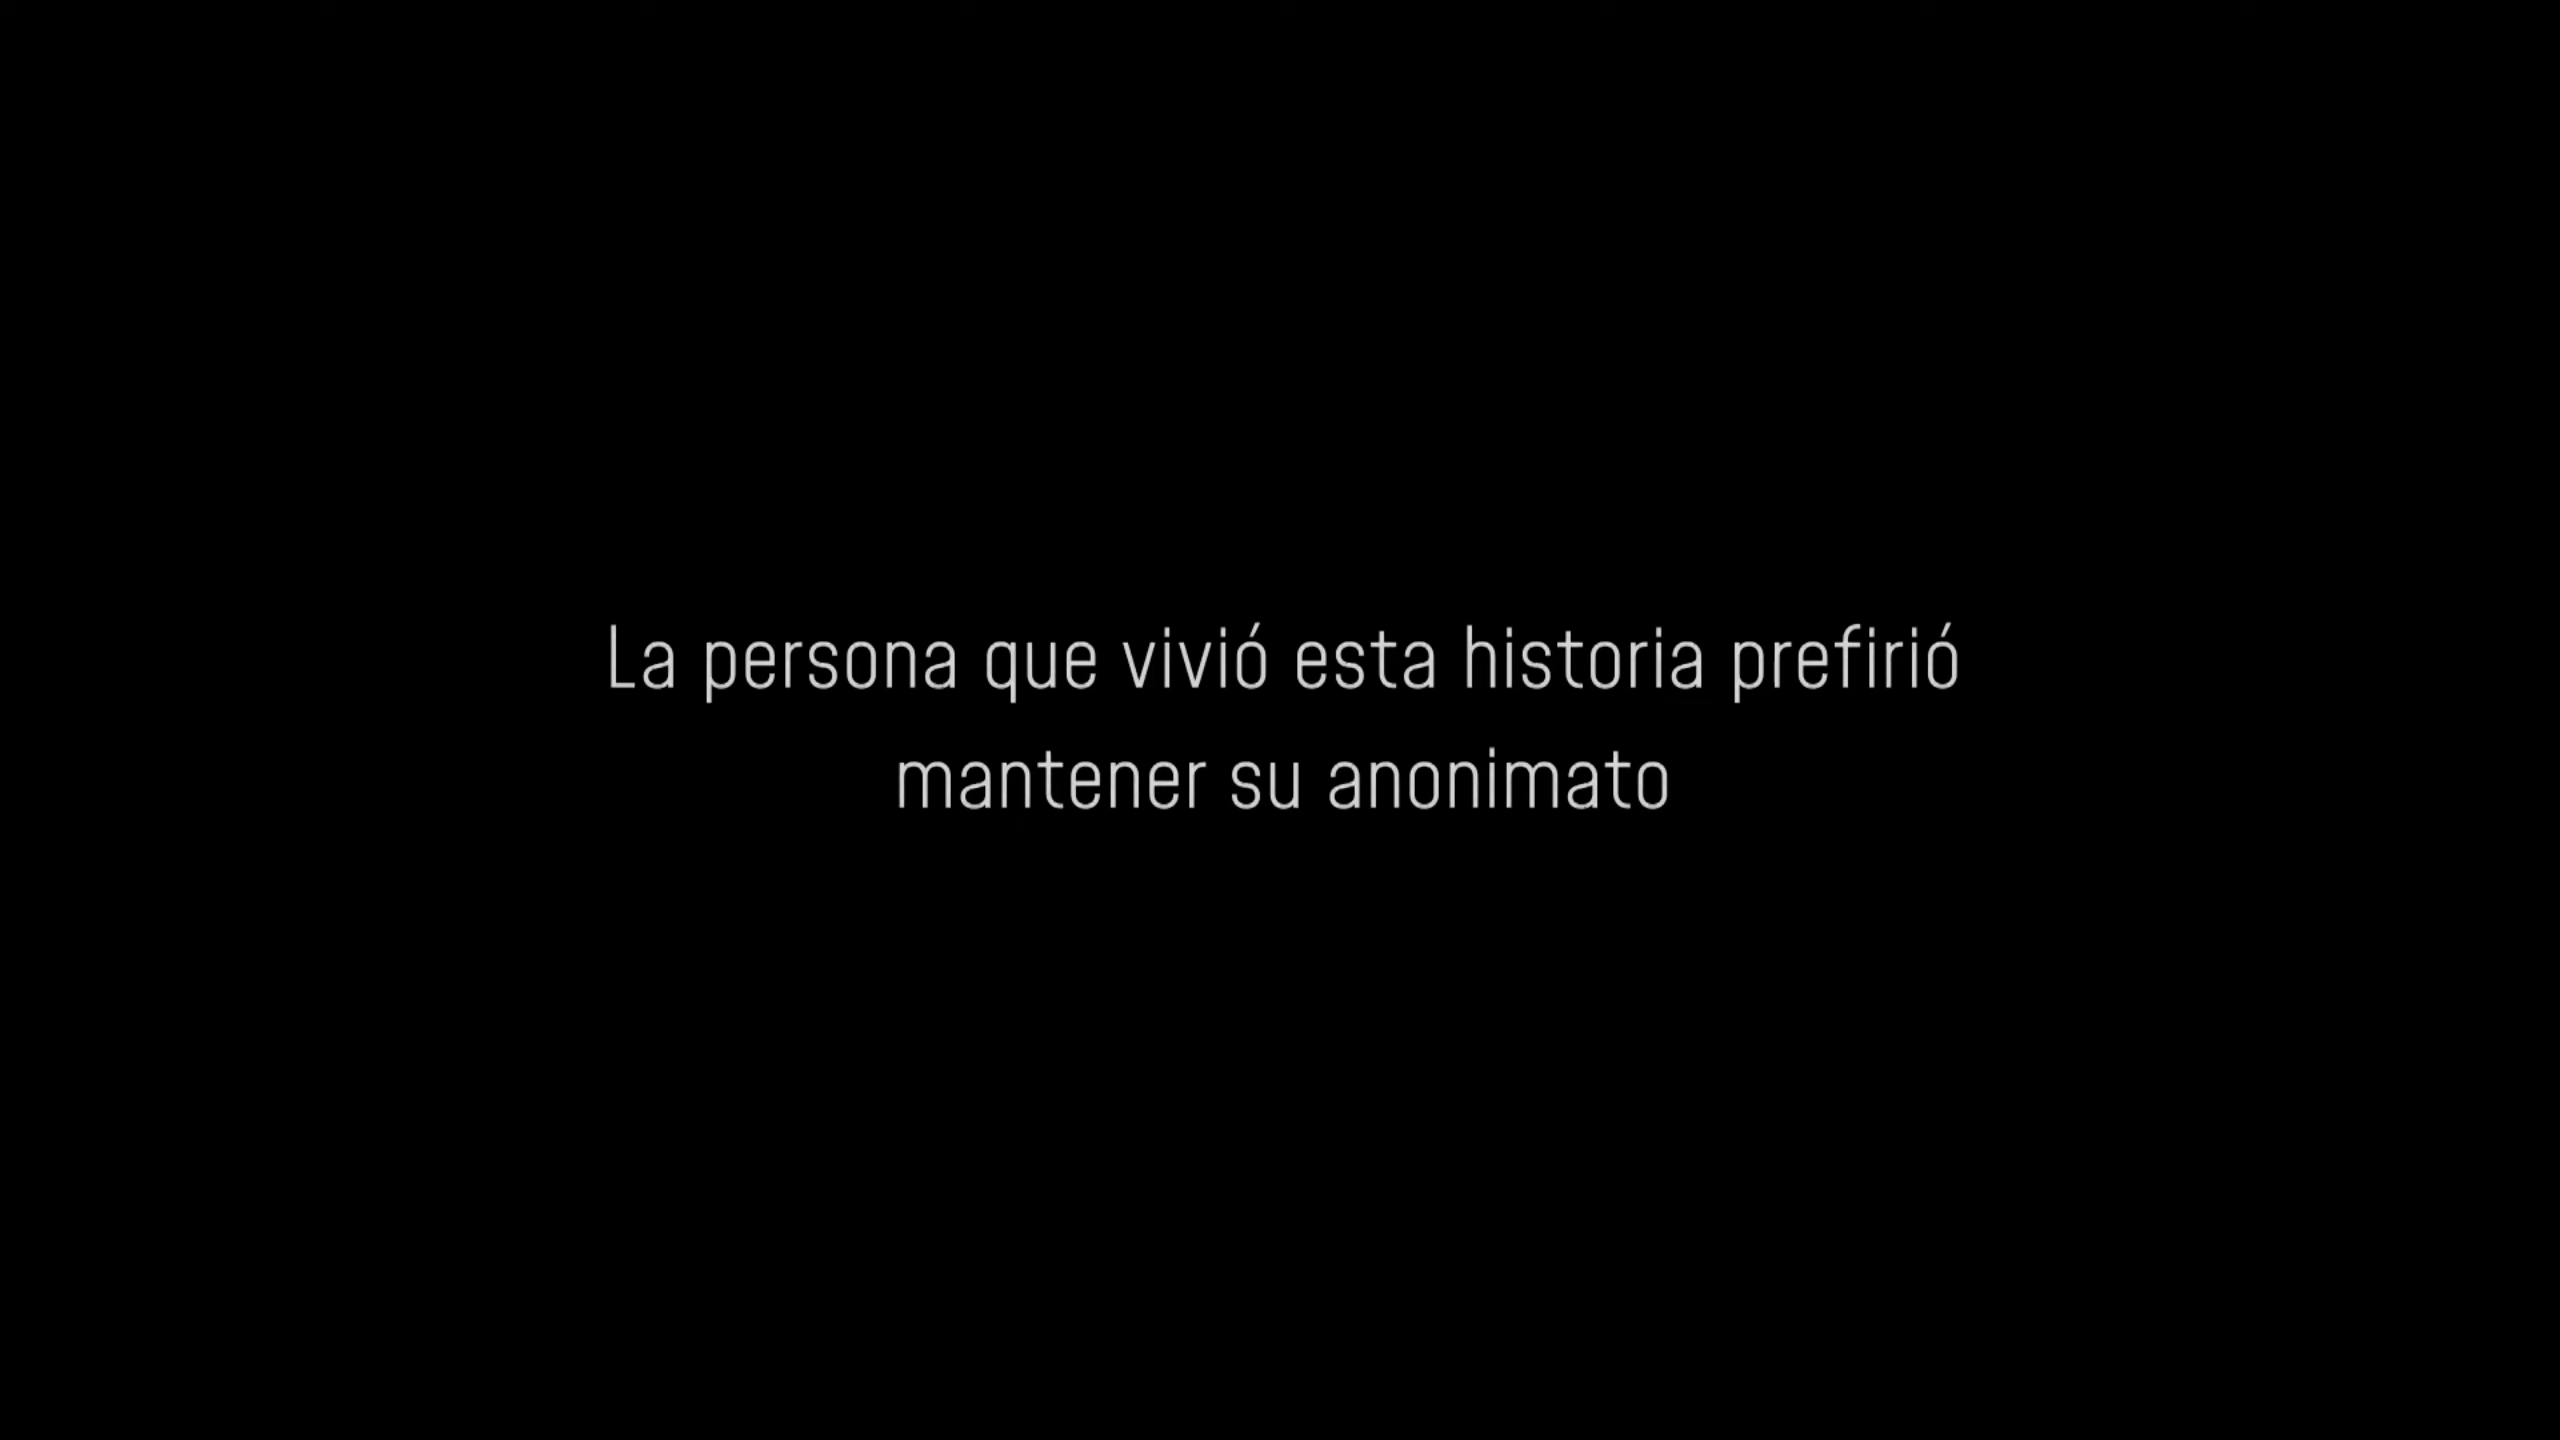 La persona que vivió esta historia prefirió
mantener su anonimato